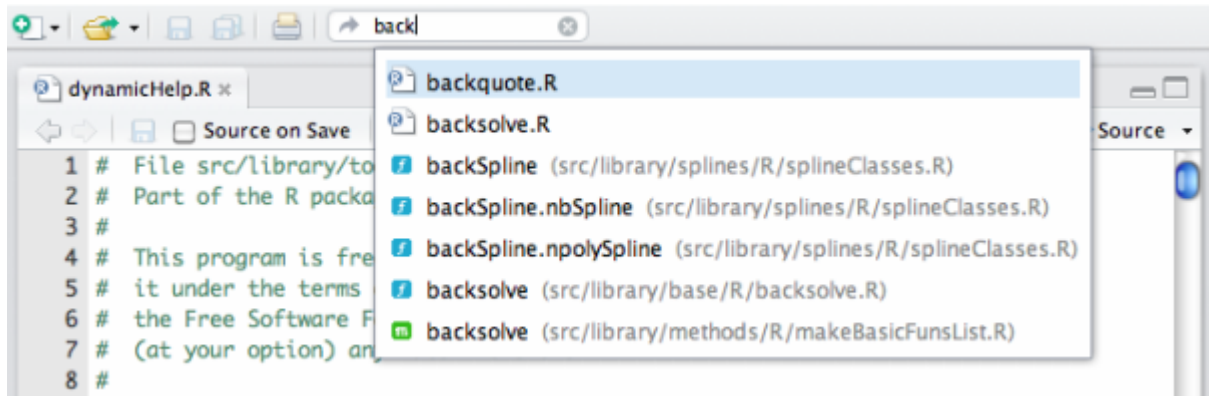 back
dynamicHelp.R
Source on Save
Source
backquote.R
backsolve.R
backSpline (src/library/splines/R/splineClasses.R)
backSpline.nbSpline (src/library/splines/R/splineClasses.R)
backSpline.npolySpline (src/library/splines/R/splineClasses.R)
backsolve (src/library/base/R/backsolve.R)
backsolve (src/library/methods/R/makeBasicFunsList.R)
1 # File src/library/to
2 # Part of the R packa
3 #
4 # This program is fre
5 # it under the terms
6 # the Free Software F
7 # (at your option) an
8 #